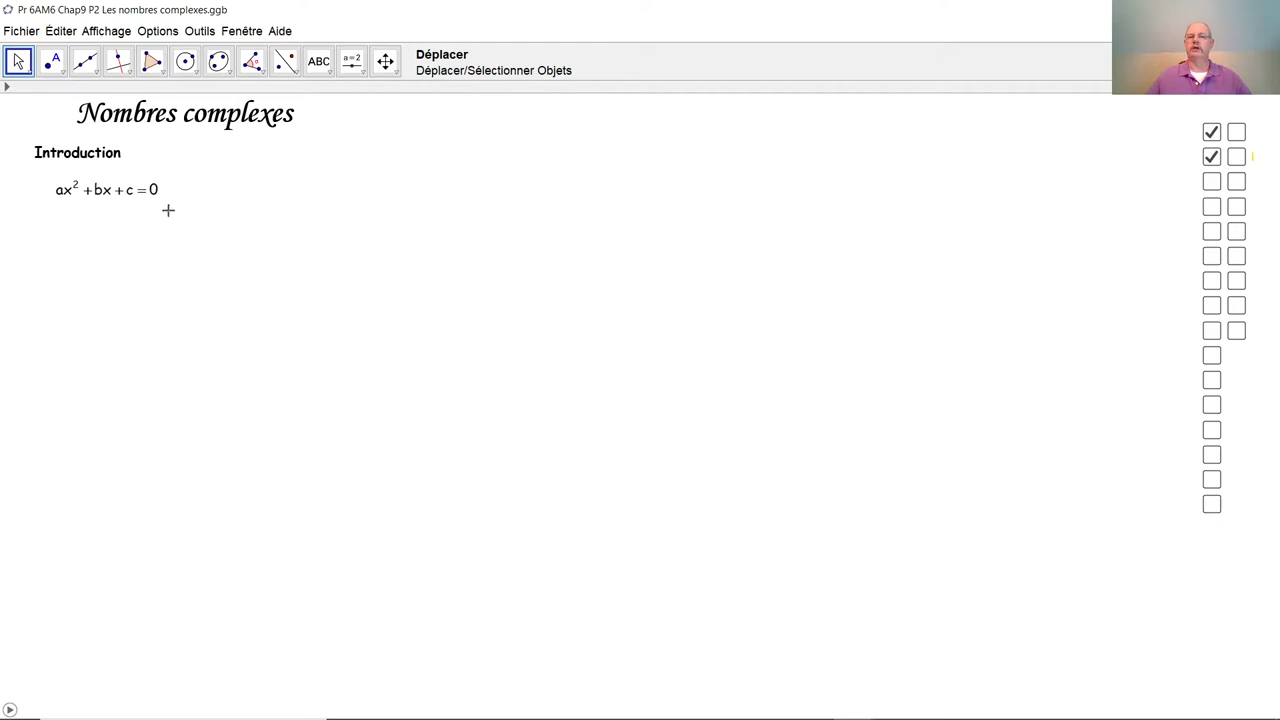 Pr 6AM6 Chap9 P2 Les nombres complexes.ggb
Fichier Éditer Affichage Options Outils Fenêtre Aide
A ABC a=2 Déplacer
Déplacer/Sélectionner Objets
Nombres complexes
Introduction
ax² + bx + c = 0